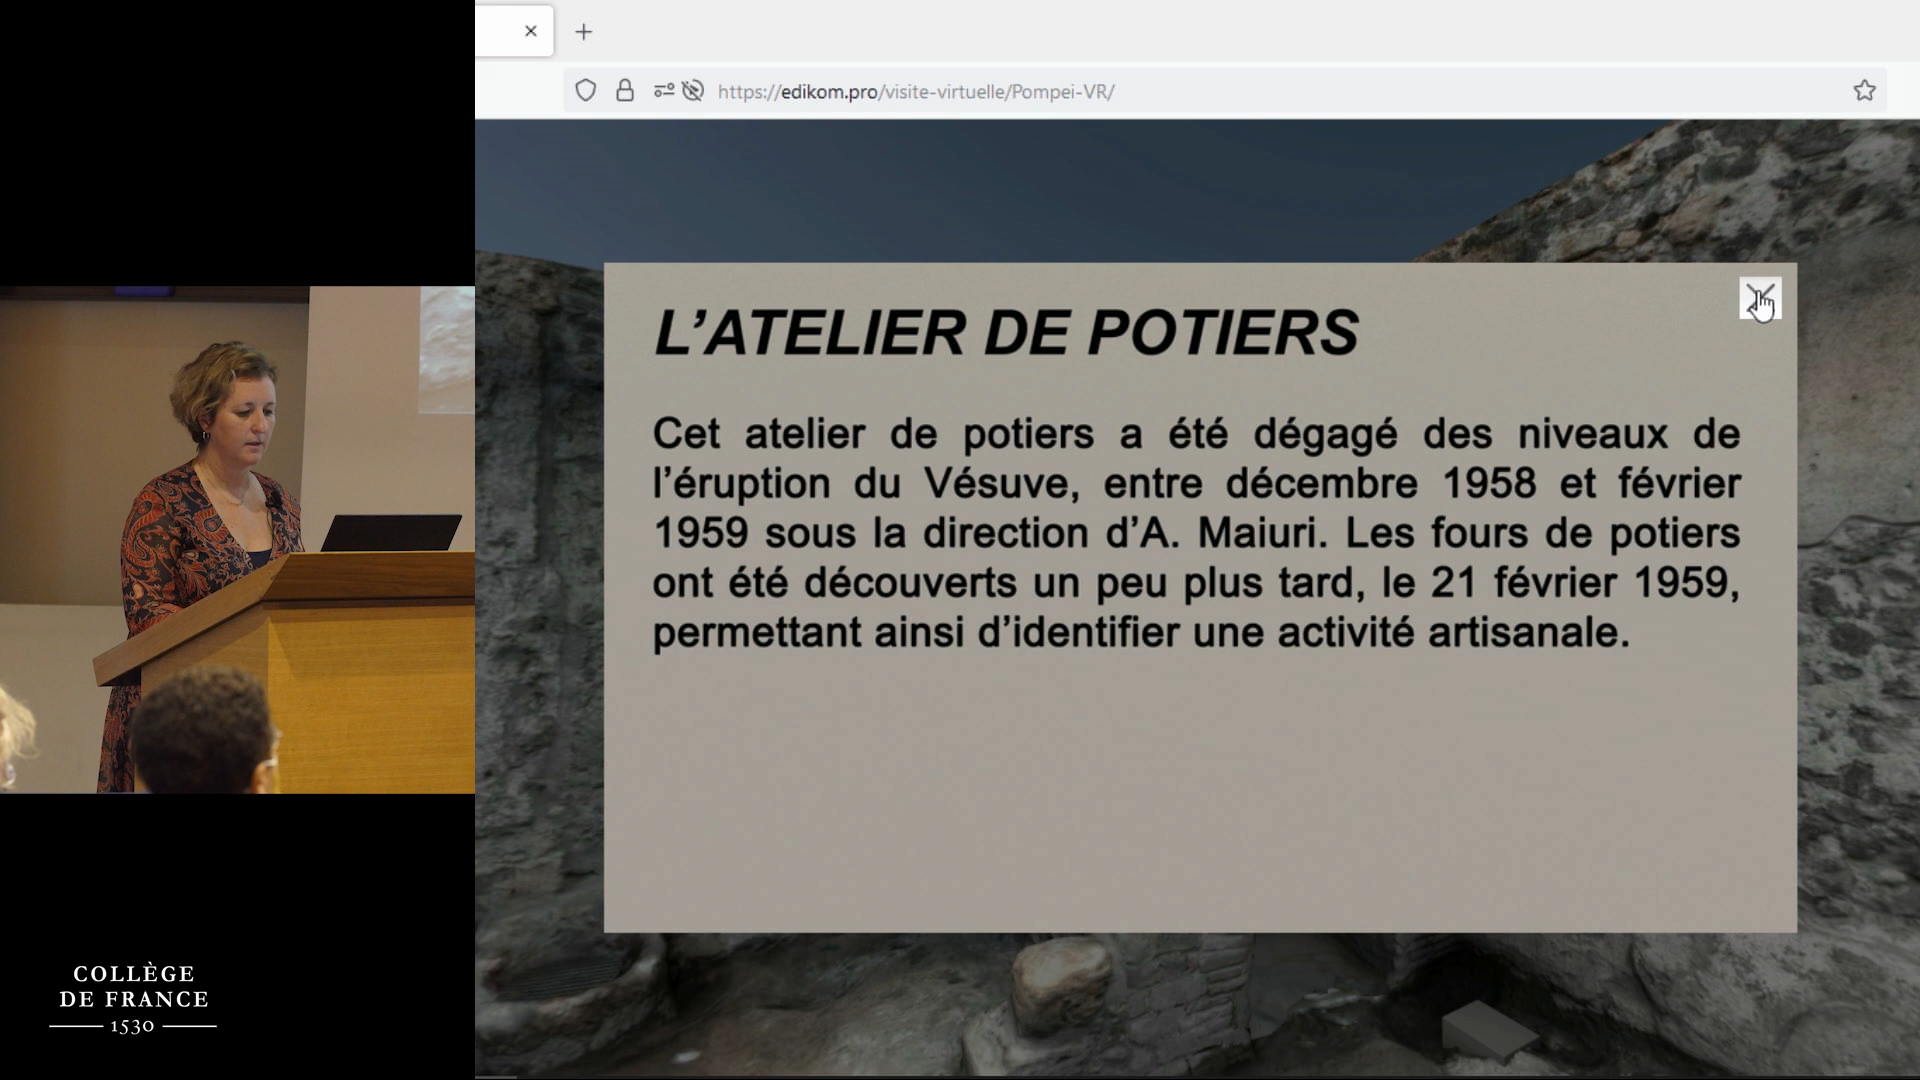 https://edikom.pro/visite-virtuelle/Pompei-VR/
L'ATELIER DE POTIERS
Cet atelier de potiers a été dégagé des niveaux de
l'éruption du Vésuve, entre décembre 1958 et février
1959 sous la direction d'A. Maiuri. Les fours de potiers
ont été découverts un peu plus tard, le 21 février 1959,
permettant ainsi d'identifier une activité artisanale.
COLLÈGE
DE FRANCE
1530